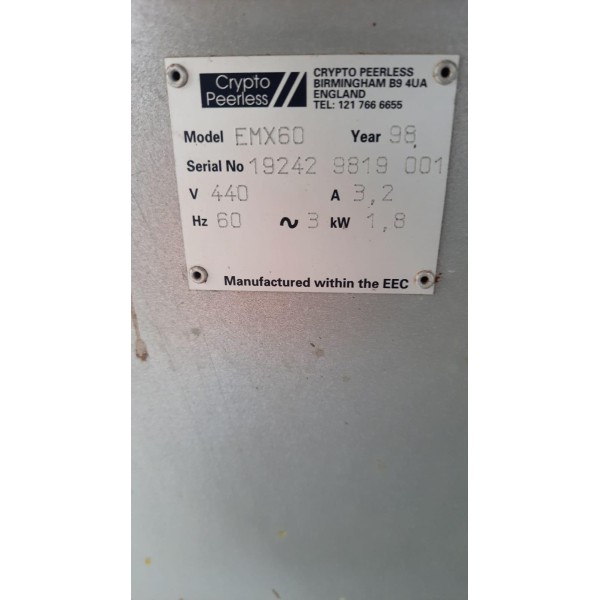 Crypto
Peerless
CRYPTO PEERLESS
BIRMINGHAM B9 4UA
ENGLAND
TEL: 121 766 6655
Model EMX60 Year 98
Serial No 19242 9819 001
V 440 A 3,2
Hz 60 ~ 3 kW 1,8
Manufactured within the EEC